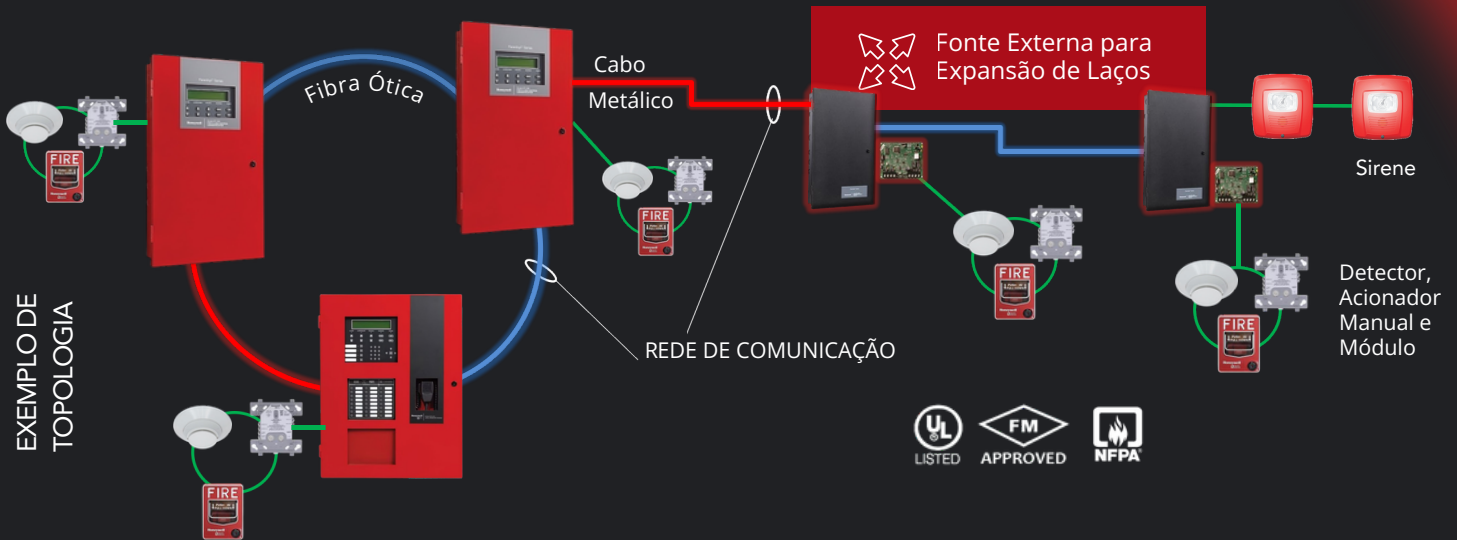 Fonte Externa para
Expansão de Laços
Cabo
Metálico
Fibra Ótica
FIRE
FIRE
Sirene
FIRE
FIRE
Detector,
Acionador
Manual e
Módulo
EXEMPLO DE
TOPOLOGIA
REDE DE COMUNICAÇÃO
FIRE
UL
LISTED
FM
APPROVED
NFPA